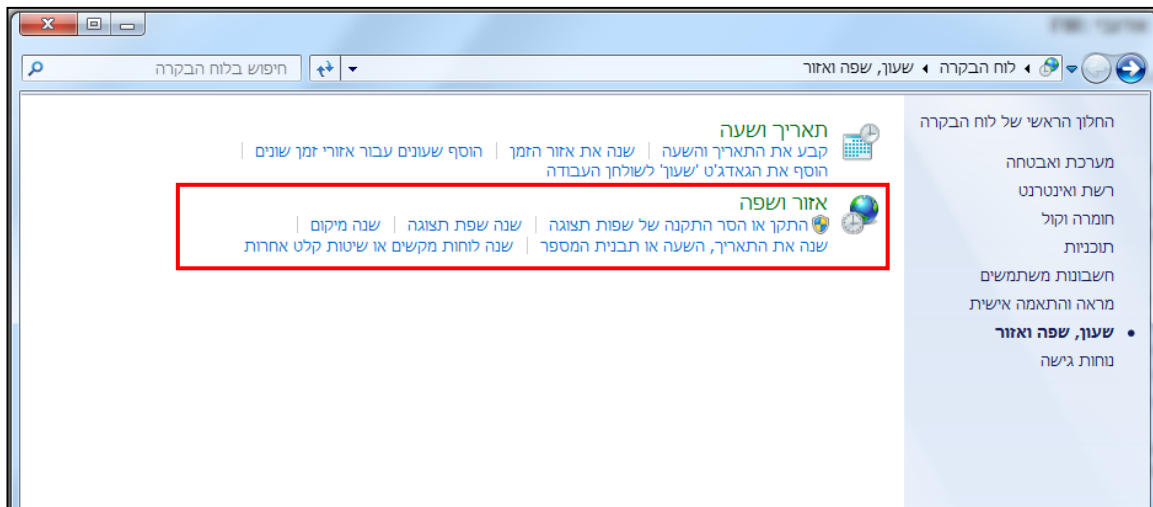 לוח הבקרה
שעון, שפה ואזור
חיפוש בלוח הבקרה
החלון הראשי של לוח הבקרה
מערכת ואבטחה
רשת ואינטרנט
חומרה וקול
תוכניות
חשבונות משתמשים
מראה והתאמה אישית
שעון, שפה ואזור
נוחות גישה
תאריך ושעה
קבע את התאריך והשעה | שנה את אזור הזמן | הוסף שעונים עבור אזורי זמן שונים |
הוסף את הגאדג'ט 'שעון' לשולחן העבודה
אזור ושפה
התקן או הסר התקנה של שפות תצוגה | שנה שפת תצוגה | שנה מיקום |
שנה את התאריך, השעה או תבנית המספר | שנה לוחות מקשים או שיטות קלט אחרות